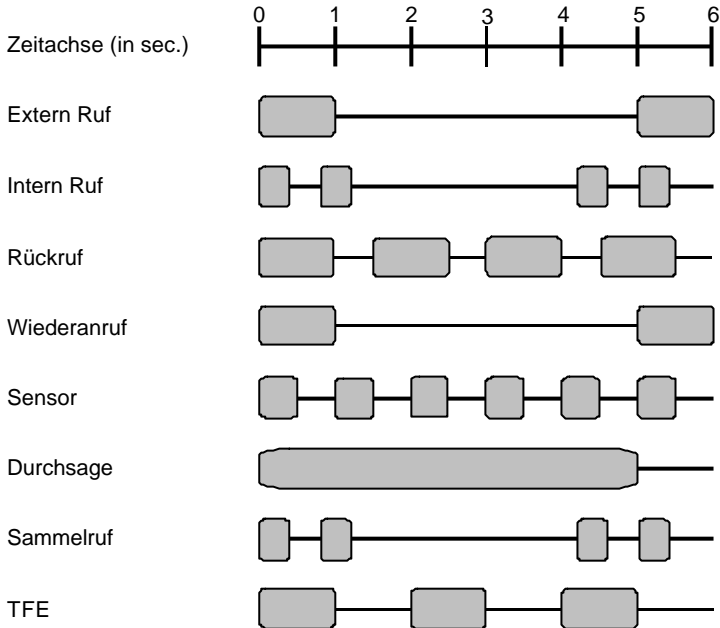 0 1 2 3 4 5 6
Zeitachse (in sec.)
Extern Ruf
Intern Ruf
Rückruf
Wiederanruf
Sensor
Durchsage
Sammelruf
TFE